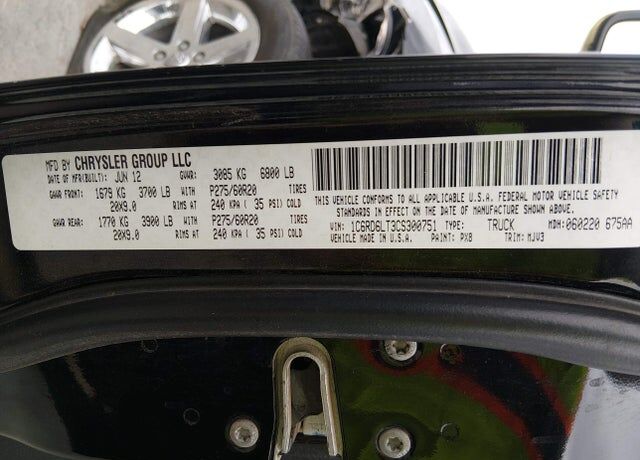 MFD BY CHRYSLER GROUP LLC
DATE OF MFR(BUILT): JUN 12 GVWR: 3085 KG 6800 LB
GAWR FRONT: 1679 KG 3700 LB WITH P275/60R20 TIRES
20X9.0 RIMS AT 240 KPA ( 35 PSI) COLD
GAWR REAR: 1770 KG 3900 LB WITH P275/60R20 TIRES
20X9.0 RIMS AT 240 KPA ( 35 PSI) COLD
THIS VEHICLE CONFORMS TO ALL APPLICABLE U.S.A. FEDERAL MOTOR VEHICLE SAFETY
STANDARDS IN EFFECT ON THE DATE OF MANUFACTURE SHOWN ABOVE.
VIN: 1C6RD6LT3CS300751 TYPE: TRUCK MDH: 060220 675AA
VEHICLE MADE IN U.S.A. PAINT: PX8 TRIM: MJV3